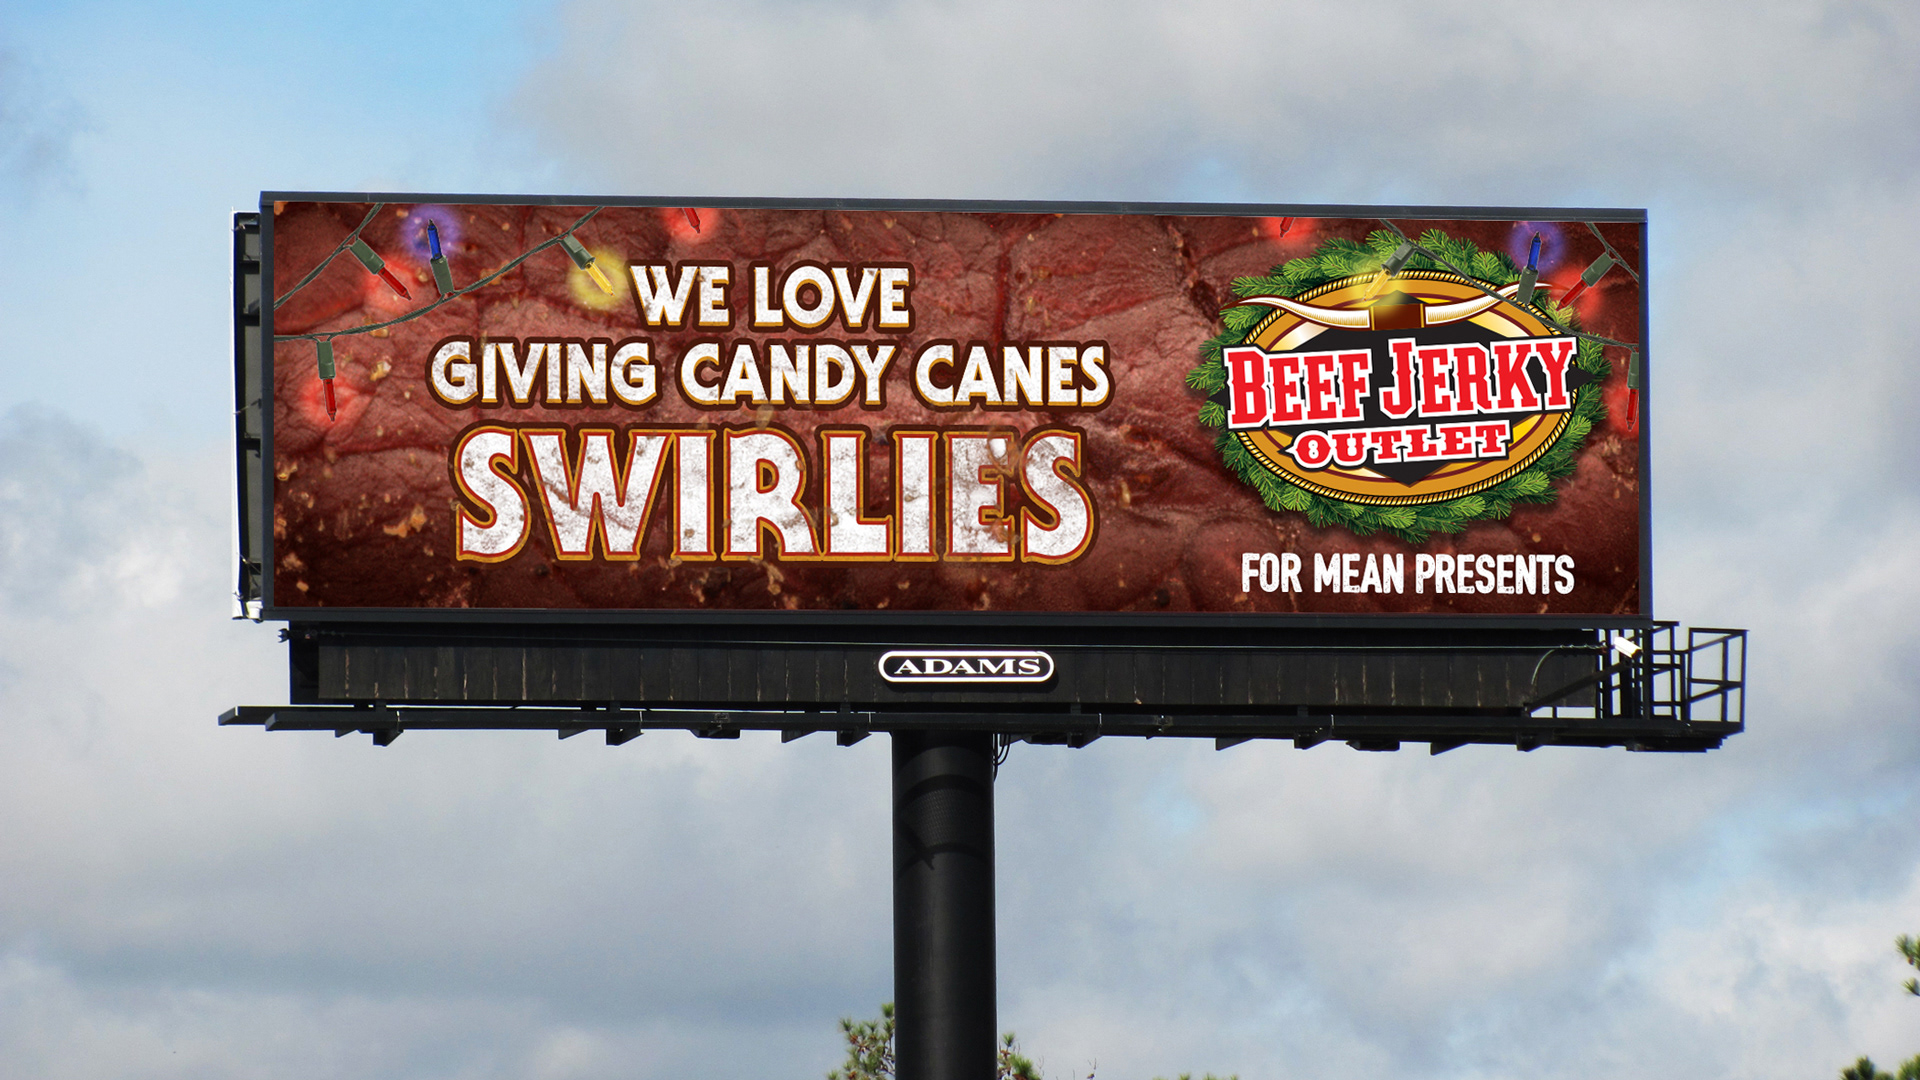 WE LOVE
GIVING CANDY CANES
SWIRLIES
BEEF JERKY
OUTLET
FOR MEAN PRESENTS
ADAMS